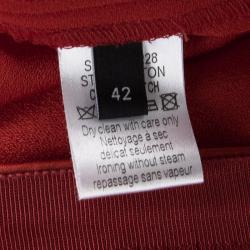 42
Dry clean with care only
Nettoyage a sec
delicat seulement
Ironing without steam
repassage sans vapeur